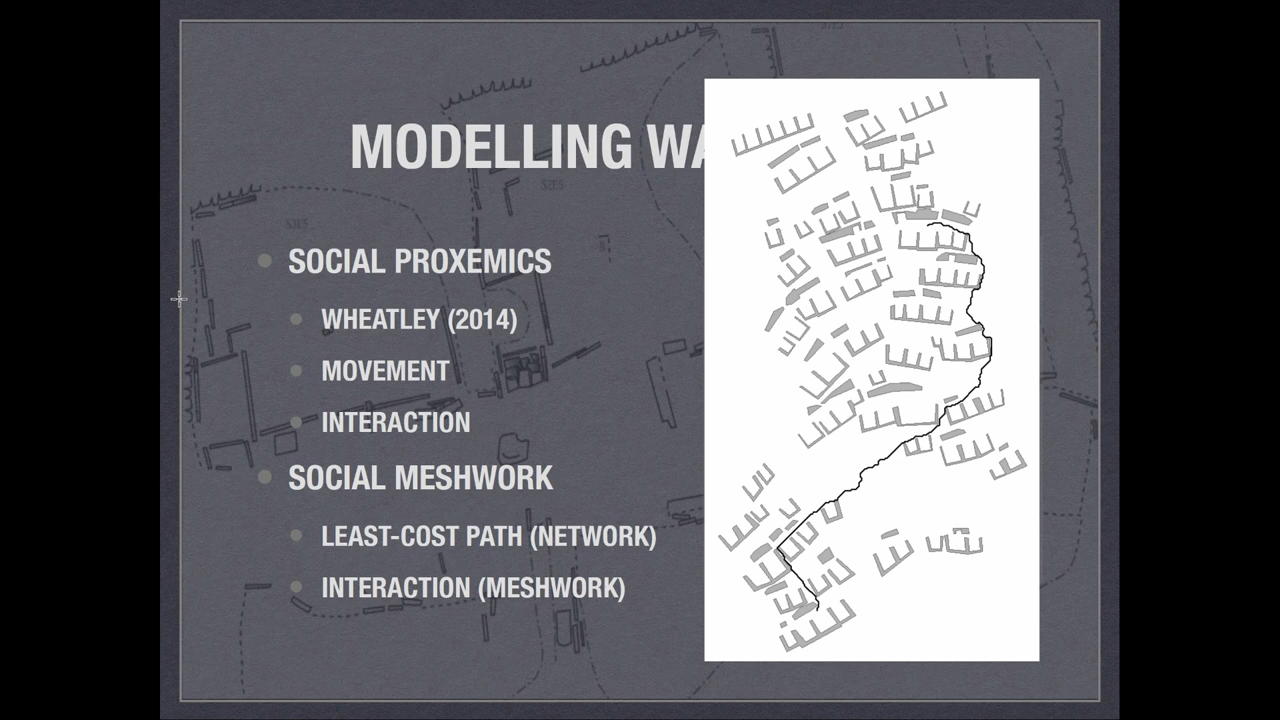 MODELLING WA
SOCIAL PROXEMICS
WHEATLEY (2014)
MOVEMENT
INTERACTION
SOCIAL MESHWORK
LEAST-COST PATH (NETWORK)
INTERACTION (MESHWORK)